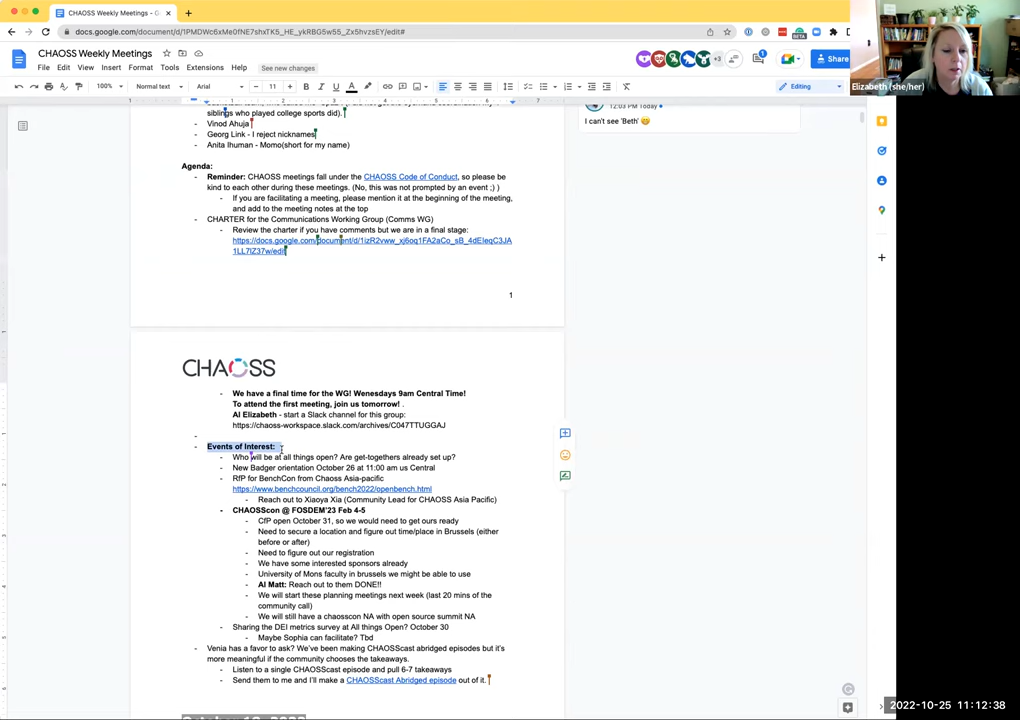 CHAOSS Weekly Meetings - G
docs.google.com/document/d/1PMDWc6xMe0fNE7shxTK5_HE_ykRBG5w55_Zx5hvzsEY/edit#
BETA
CHAOSS Weekly Meetings
File Edit View Insert Format Tools Extensions Help See new changes
+3
1
Share
100% Normal text Arial 11 Editing
Elizabeth (she/her)
siblings who played college sports did).
Vinod Ahuja
Georg Link - I reject nicknames
Anita Ihuman - Momo(short for my name)
12:03 PM Today
I can't see 'Beth' 😋
Agenda:
Reminder: CHAOSS meetings fall under the CHAOSS Code of Conduct, so please
be kind to each other during these meetings. (No, this was not prompted by an event ;) )
If you are facilitating a meeting, please mention it at the beginning of the meeting,
and add to the meeting notes at the top
CHARTER for the Communications Working Group (Comms WG)
Review the charter if you have comments but we are in a final stage:
https://docs.google.com/document/d/1izR2vww_xj6oq1FA2aCo_sB_4dEleqC3JA
1LL7lZ37w/edit
1
CHAOSS
We have a final time for the WG! Wenesdays 9am Central Time!
To attend the first meeting, join us tomorrow! .
AI Elizabeth - start a Slack channel for this group:
https://chaoss-workspace.slack.com/archives/C047TTUGGAJ
Events of Interest:
Who will be at all things open? Are get-togethers already set up?
New Badger orientation October 26 at 11:00 am us Central
RfP for BenchCon from Chaoss Asia-pacific
https://www.benchcouncil.org/bench2022/openbench.html
Reach out to Xiaoya Xia (Community Lead for CHAOSS Asia Pacific)
CHAOSScon @ FOSDEM'23 Feb 4-5
CfP open October 31, so we would need to get ours ready
Need to secure a location and figure out time/place in Brussels (either
before or after)
Need to figure out our registration
We have some interested sponsors already
University of Mons faculty in brussels we might be able to use
AI Matt: Reach out to them DONE!!
We will start these planning meetings next week (last 20 mins of the
community call)
We will still have a chaosscon NA with open source summit NA
Sharing the DEI metrics survey at All things Open? October 30
Maybe Sophia can facilitate? Tbd
Venia has a favor to ask? We've been making CHAOSScast abridged episodes but it's
more meaningful if the community chooses the takeaways.
Listen to a single CHAOSScast episode and pull 6-7 takeaways
Send them to me and I'll make a CHAOSScast Abridged episode out of it.
2022-10-25 11:12:38